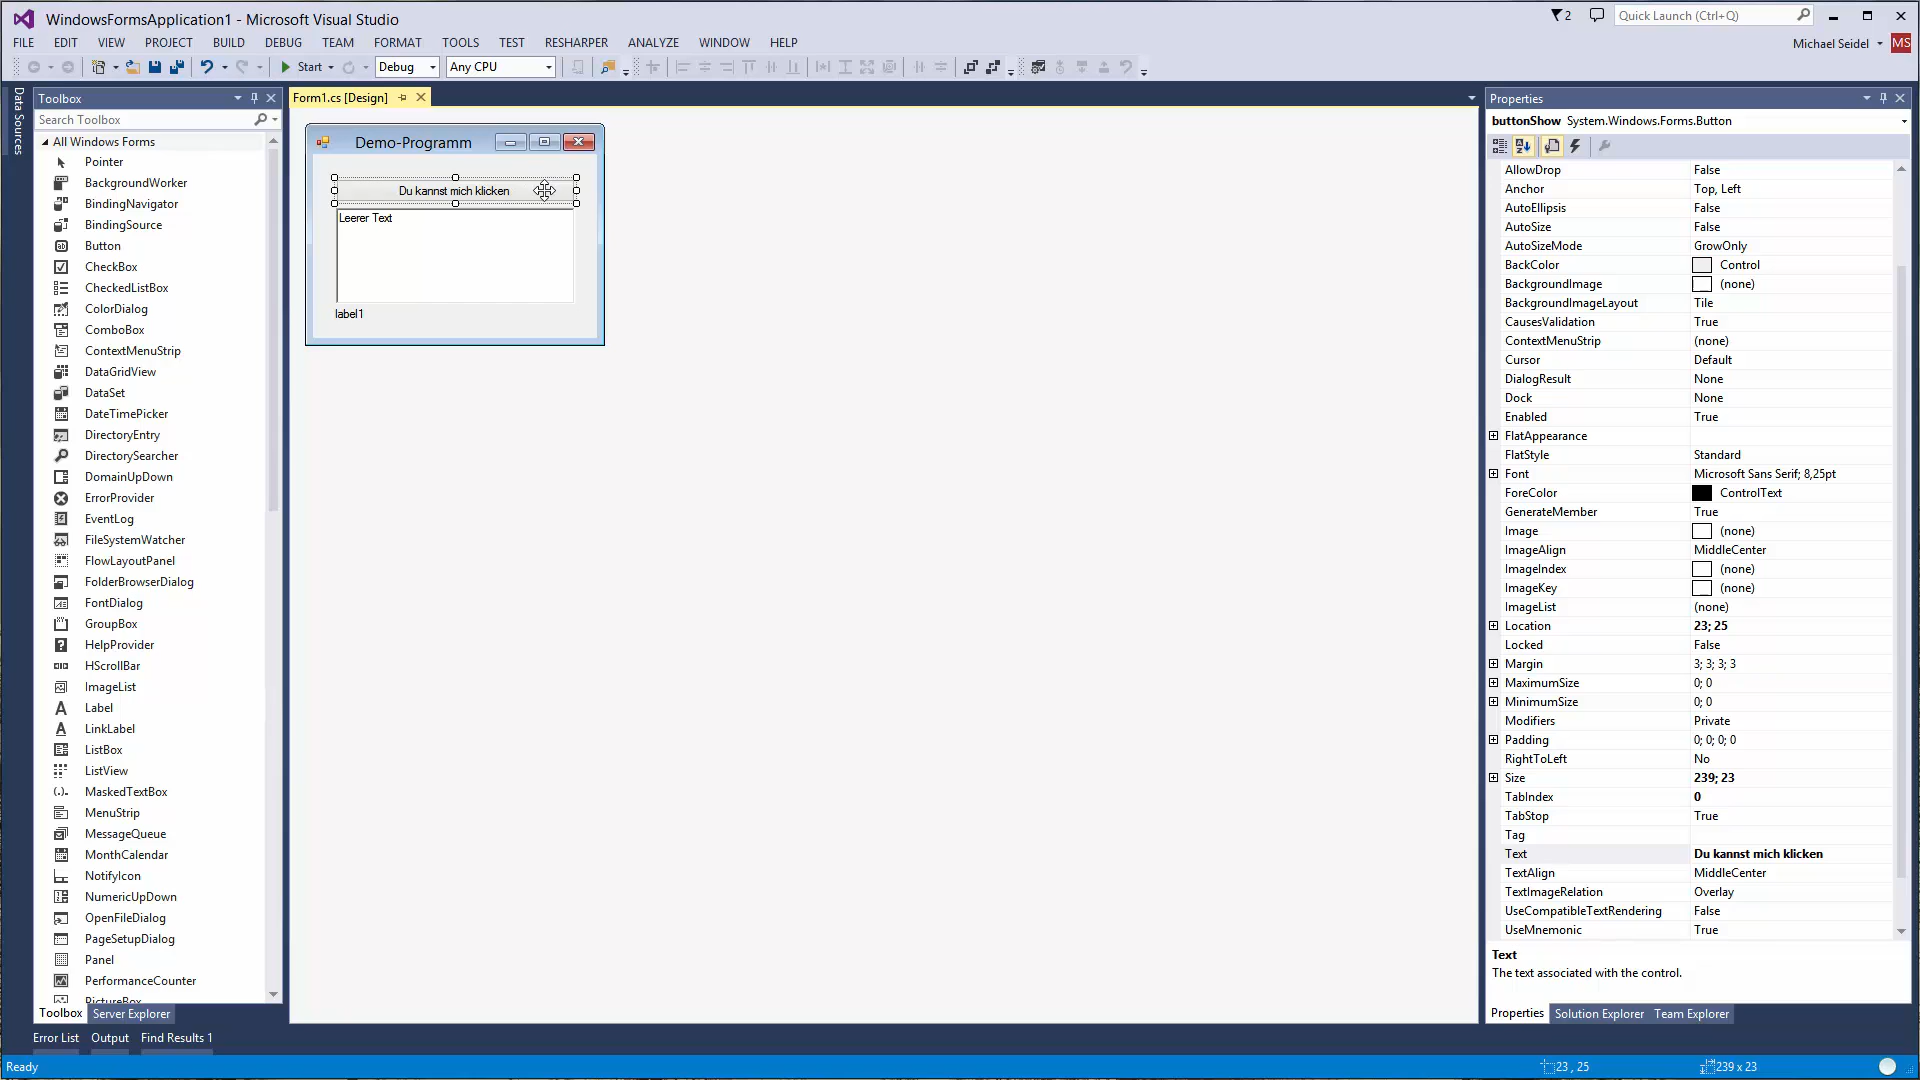 WindowsFormsApplication1 - Microsoft Visual Studio
2
Quick Launch (Ctrl+Q)
FILE EDIT VIEW PROJECT BUILD DEBUG TEAM FORMAT TOOLS TEST RESHARPER ANALYZE WINDOW HELP
Michael Seidel MS
Start Debug Any CPU
Data Sources
Toolbox
Search Toolbox
All Windows Forms
Pointer
BackgroundWorker
BindingNavigator
BindingSource
Button
CheckBox
CheckedListBox
ColorDialog
ComboBox
ContextMenuStrip
DataGridView
DataSet
DateTimePicker
DirectoryEntry
DirectorySearcher
DomainUpDown
ErrorProvider
EventLog
FileSystemWatcher
FlowLayoutPanel
FolderBrowserDialog
FontDialog
GroupBox
HelpProvider
HScrollBar
ImageList
Label
LinkLabel
ListBox
ListView
MaskedTextBox
MenuStrip
MessageQueue
MonthCalendar
NotifyIcon
NumericUpDown
OpenFileDialog
PageSetupDialog
Panel
PerformanceCounter
PictureBox
Toolbox Server Explorer
Form1.cs [Design]
Demo-Programm
Du kannst mich klicken
Leerer Text
label1
Properties
buttonShow System.Windows.Forms.Button
AllowDrop False
Anchor Top, Left
AutoEllipsis False
AutoSize False
AutoSizeMode GrowOnly
BackColor Control
BackgroundImage (none)
BackgroundImageLayout Tile
CausesValidation True
ContextMenuStrip (none)
Cursor Default
DialogResult None
Dock None
Enabled True
FlatAppearance
FlatStyle Standard
Font Microsoft Sans Serif; 8,25pt
ForeColor ControlText
GenerateMember True
Image (none)
ImageAlign MiddleCenter
ImageIndex (none)
ImageKey (none)
ImageList (none)
Location 23; 25
Locked False
Margin 3; 3; 3; 3
MaximumSize 0; 0
MinimumSize 0; 0
Modifiers Private
Padding 0; 0; 0; 0
RightToLeft No
Size 239; 23
TabIndex 0
TabStop True
Tag
Text Du kannst mich klicken
TextAlign MiddleCenter
TextImageRelation Overlay
UseCompatibleTextRendering False
UseMnemonic True
Text
The text associated with the control.
Properties Solution Explorer Team Explorer
Error List Output Find Results 1
Ready 23 , 25 239 x 23